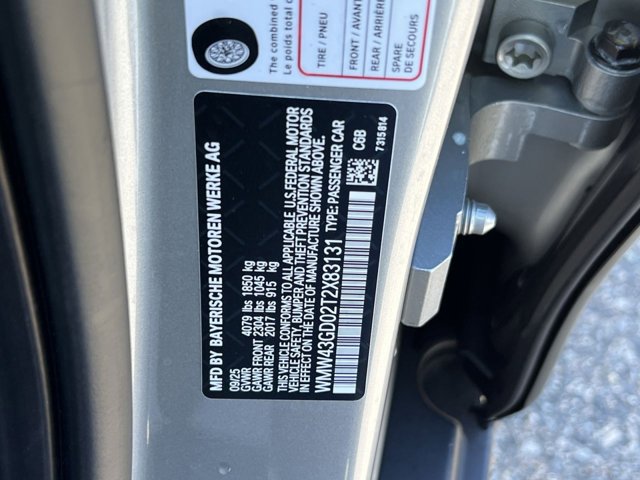 The combined
Le poids total c
TIRE / PNEU
FRONT / AVANT
REAR / ARRIÈRE
SPARE
DE SECOURS
MFD BY BAYERISCHE MOTOREN WERKE AG
09/25
GVWR 4079 lbs 1850 kg
GAWR FRONT 2304 lbs 1045 kg
GAWR REAR 2017 lbs 915 kg
THIS VEHICLE CONFORMS TO ALL APPLICABLE U.S. FEDERAL MOTOR
VEHICLE SAFETY, BUMPER AND THEFT PREVENTION STANDARDS
IN EFFECT ON THE DATE OF MANUFACTURE SHOWN ABOVE.
WMW43GD02T2X83131 TYPE: PASSENGER CAR
C6B
7315814